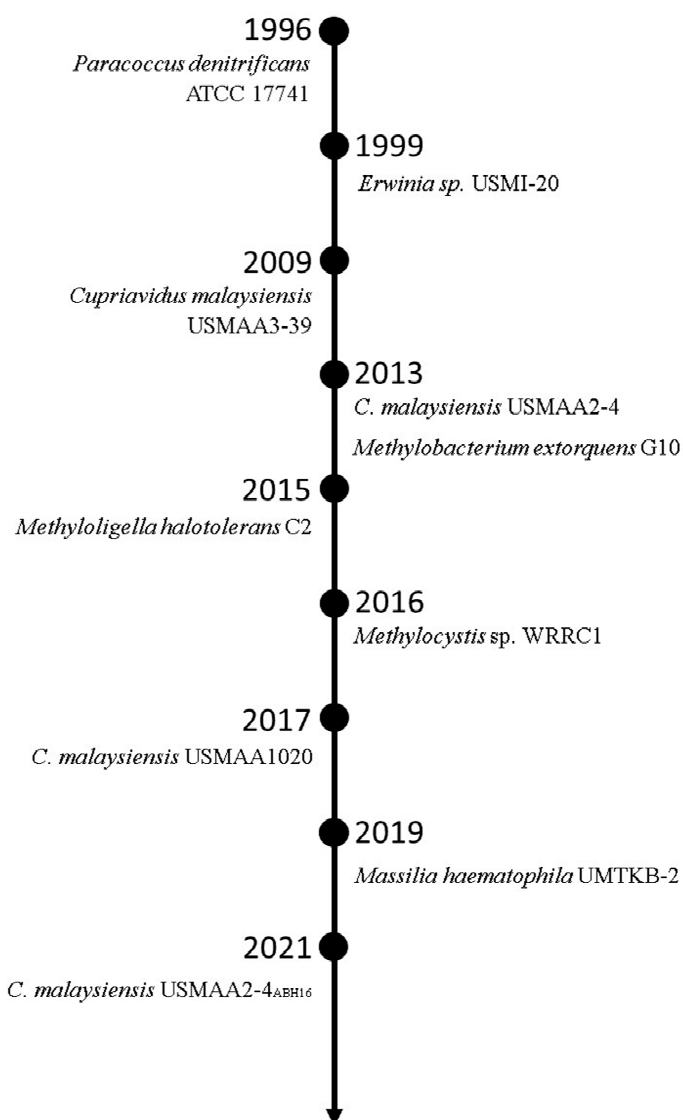 1996
Paracoccus denitrificans
ATCC 17741
1999
Erwinia sp. USMI-20
2009
Cupriavidus malaysiensis
USMAA3-39
2013
C. malaysiensis USMAA2-4
Methylobacterium extorquens G10
2015
Methyloligella halotolerans C2
2016
Methylocystis sp. WRRC1
2017
C. malaysiensis USMAA1020
2019
Massilia haematophila UMTKB-2
2021
C. malaysiensis USMAA2-4ABH16